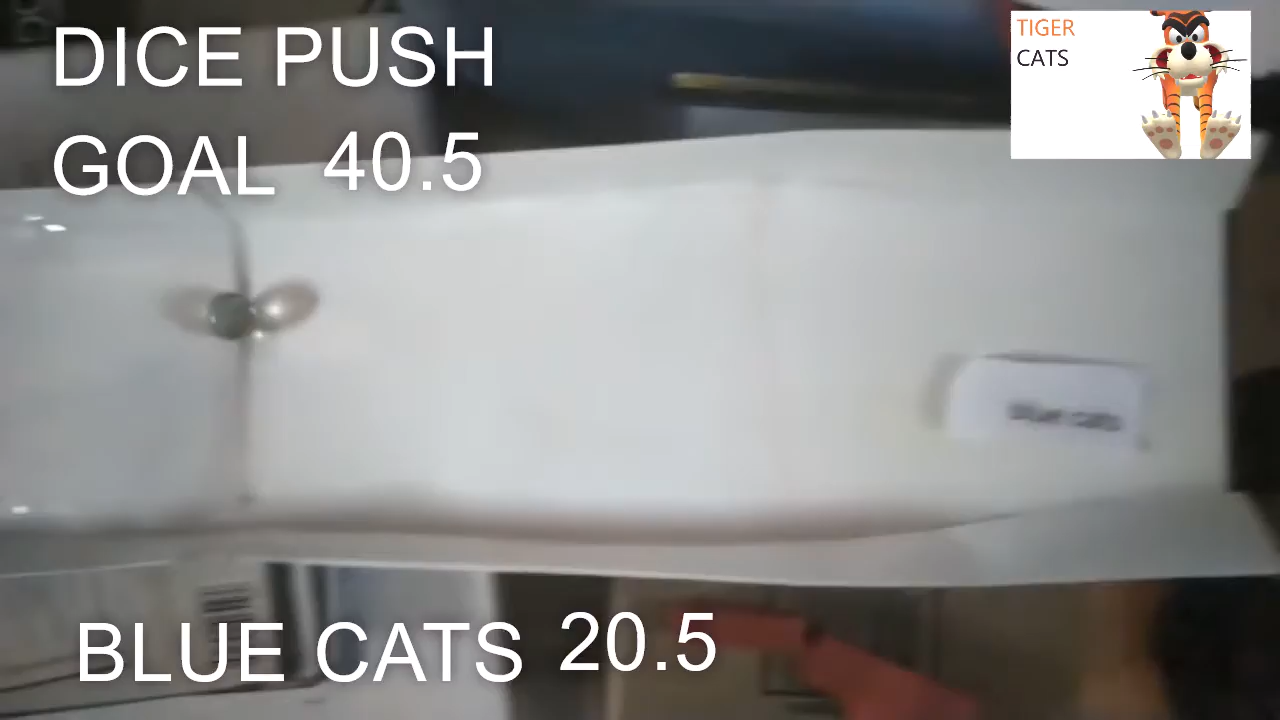 DICE PUSH
GOAL 40.5
TIGER
CATS
blue cats
BLUE CATS 20.5